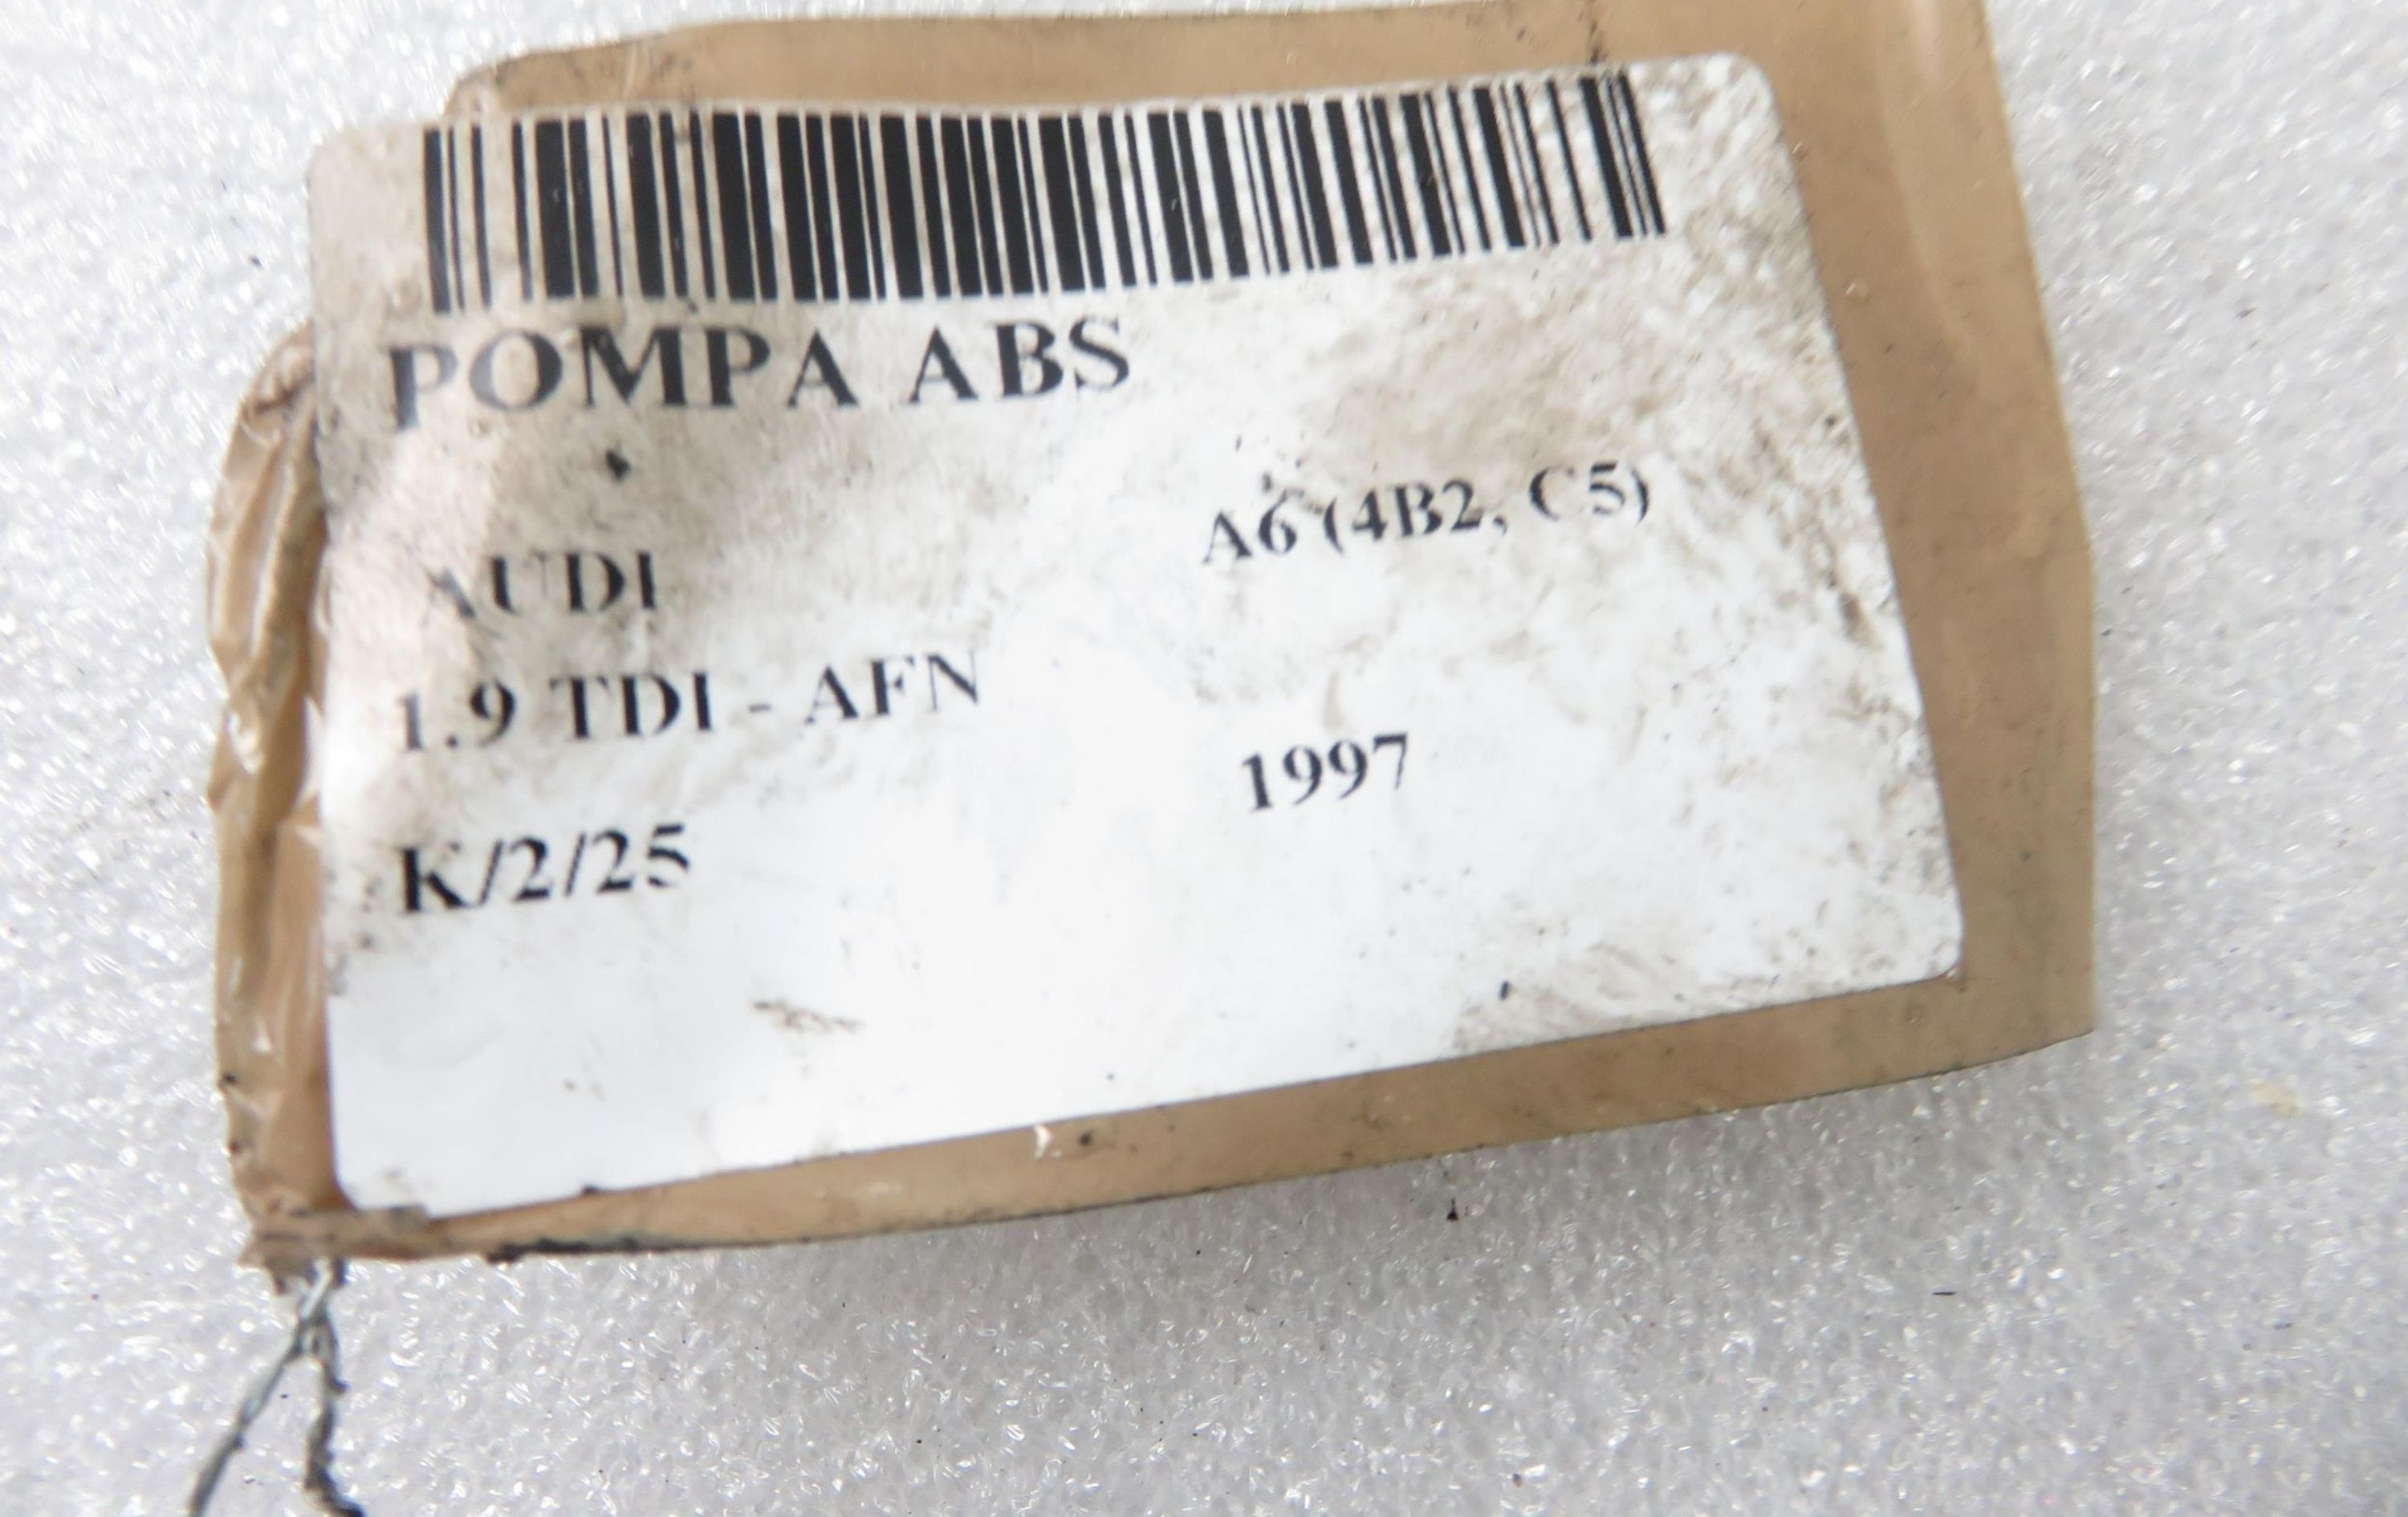 POMPA ABS
AUDI A6 (4B2, C5)
1.9 TDI - AFN 1997
K/2/25